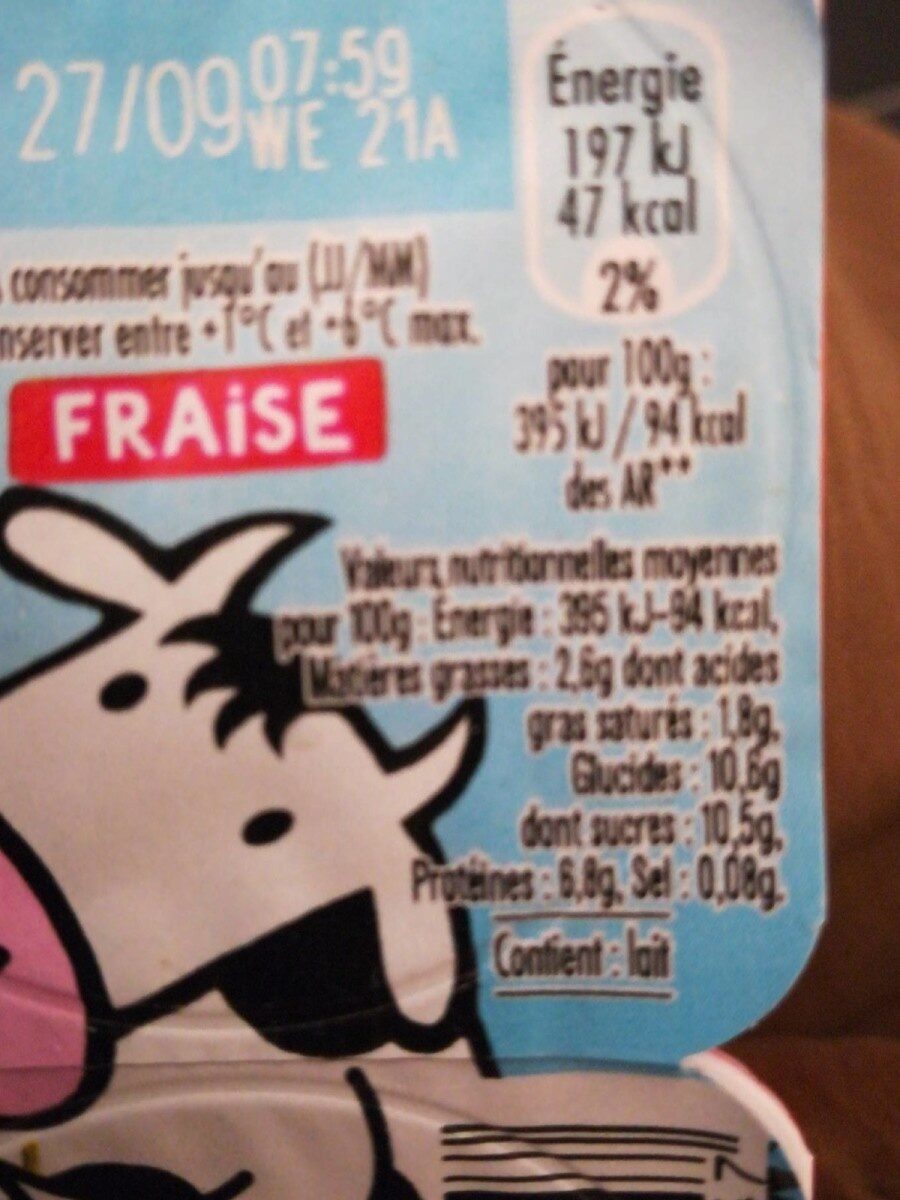 27/09
07:59
WE 21A
consommer jusqu'au (JJ/MM)
nserver entre +1°C et +6°C max.
FRAiSE
Énergie
197 kJ
47 kcal
2%
pour 100g :
395 kJ / 94 kcal
des AR**
Valeurs nutritionnelles moyennes
pour 100g : Énergie : 395 kJ-94 kcal,
Matières grasses : 2,6g dont acides
gras saturés : 1,8g,
Glucides : 10,6g
dont sucres : 10,5g,
Protéines : 6,8g, Sel : 0,08g.
Contient : lait
7